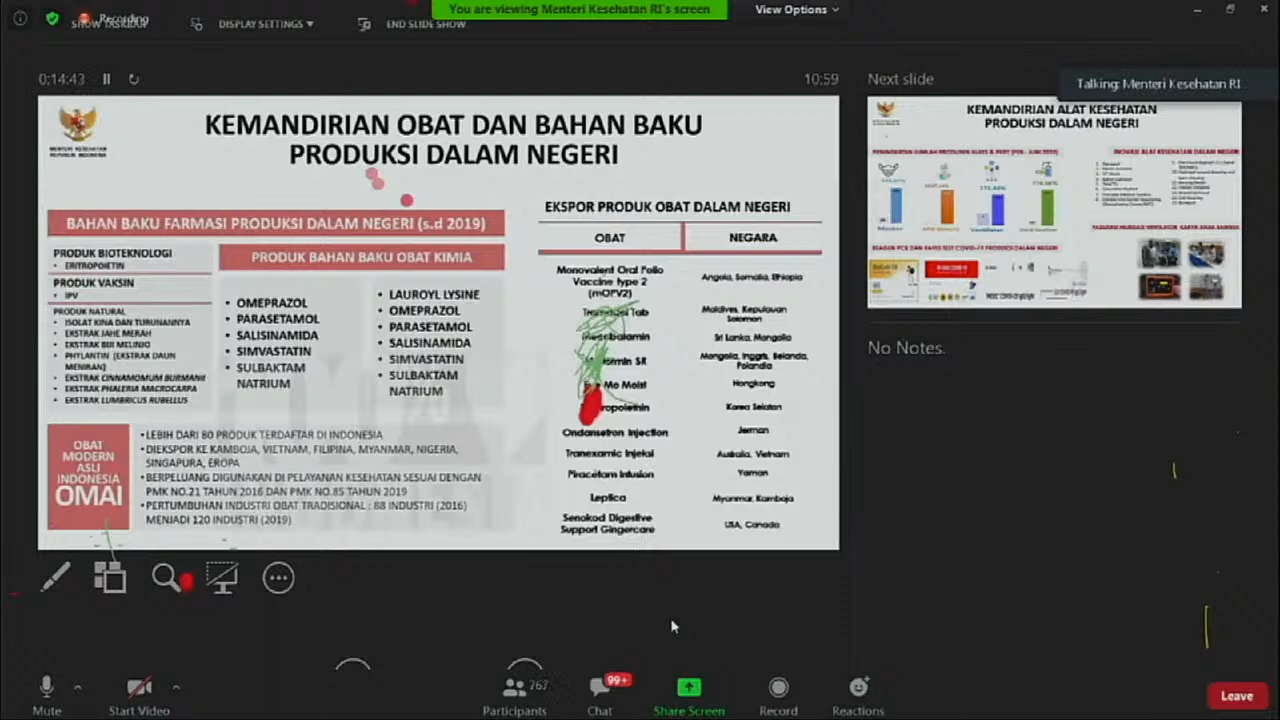 You are viewing Menteri Kesehatan RI's screen
View Options
Recording
SHOW TASKBAR
DISPLAY SETTINGS
END SLIDE SHOW
0:14:43
10:59
Next slide
Talking: Menteri Kesehatan RI
MENTERI KESEHATAN
REPUBLIK INDONESIA
KEMANDIRIAN OBAT DAN BAHAN BAKU
PRODUKSI DALAM NEGERI
BAHAN BAKU FARMASI PRODUKSI DALAM NEGERI (s.d 2019)
PRODUK BIOTEKNOLOGI
• ERITROPOETIN
PRODUK VAKSIN
• IPV
PRODUK NATURAL
• ISOLAT KINA DAN TURUNANNYA
• EKSTRAK JAHE MERAH
• EKSTRAK BIJI MELINJO
• PHYLANTIN (EKSTRAK DAUN
MENIRAN)
• EKSTRAK CINNAMOMUM BURMANII
• EKSTRAK PHALERIA MACROCARPA
• EKSTRAK LUMBRICUS RUBELLUS
PRODUK BAHAN BAKU OBAT KIMIA
• OMEPRAZOL
• PARASETAMOL
• SALISINAMIDA
• SIMVASTATIN
• SULBAKTAM
NATRIUM
• LAUROYL LYSINE
• OMEPRAZOL
• PARASETAMOL
• SALISINAMIDA
• SIMVASTATIN
• SULBAKTAM
NATRIUM
OBAT
MODERN
ASLI
INDONESIA
OMAI
• LEBIH DARI 80 PRODUK TERDAFTAR DI INDONESIA
• DIEKSPOR KE KAMBOJA, VIETNAM, FILIPINA, MYANMAR, NIGERIA,
SINGAPURA, EROPA
• BERPELUANG DIGUNAKAN DI PELAYANAN KESEHATAN SESUAI DENGAN
PMK NO.21 TAHUN 2016 DAN PMK NO.85 TAHUN 2019
• PERTUMBUHAN INDUSTRI OBAT TRADISIONAL : 88 INDUSTRI (2016)
MENJADI 120 INDUSTRI (2019)
EKSPOR PRODUK OBAT DALAM NEGERI
OBAT NEGARA
Monovalent Oral Polio
Vaccine type 2
(mOPV2)
Angola, Somalia, Ethiopia
Tab
Maldives, Kepulauan
Solomon
Sri Lanka, Mongolia
SR
Mongolia, Inggris, Belanda,
Polandia
Mo Moist Hongkong
Korea Selatan
Ondansetron Injection Jerman
Tranexamic Injeksi Australia, Vietnam
Piracetam Infusion Yaman
Leptica Myanmar, Kamboja
Senokod Digestive
Support Gingercare
USA, Canada
KEMANDIRIAN ALAT KESEHATAN
PRODUKSI DALAM NEGERI
No Notes.
Mute
Start Video
767
Participants
99+
Chat
Share Screen
Record
Reactions
Leave